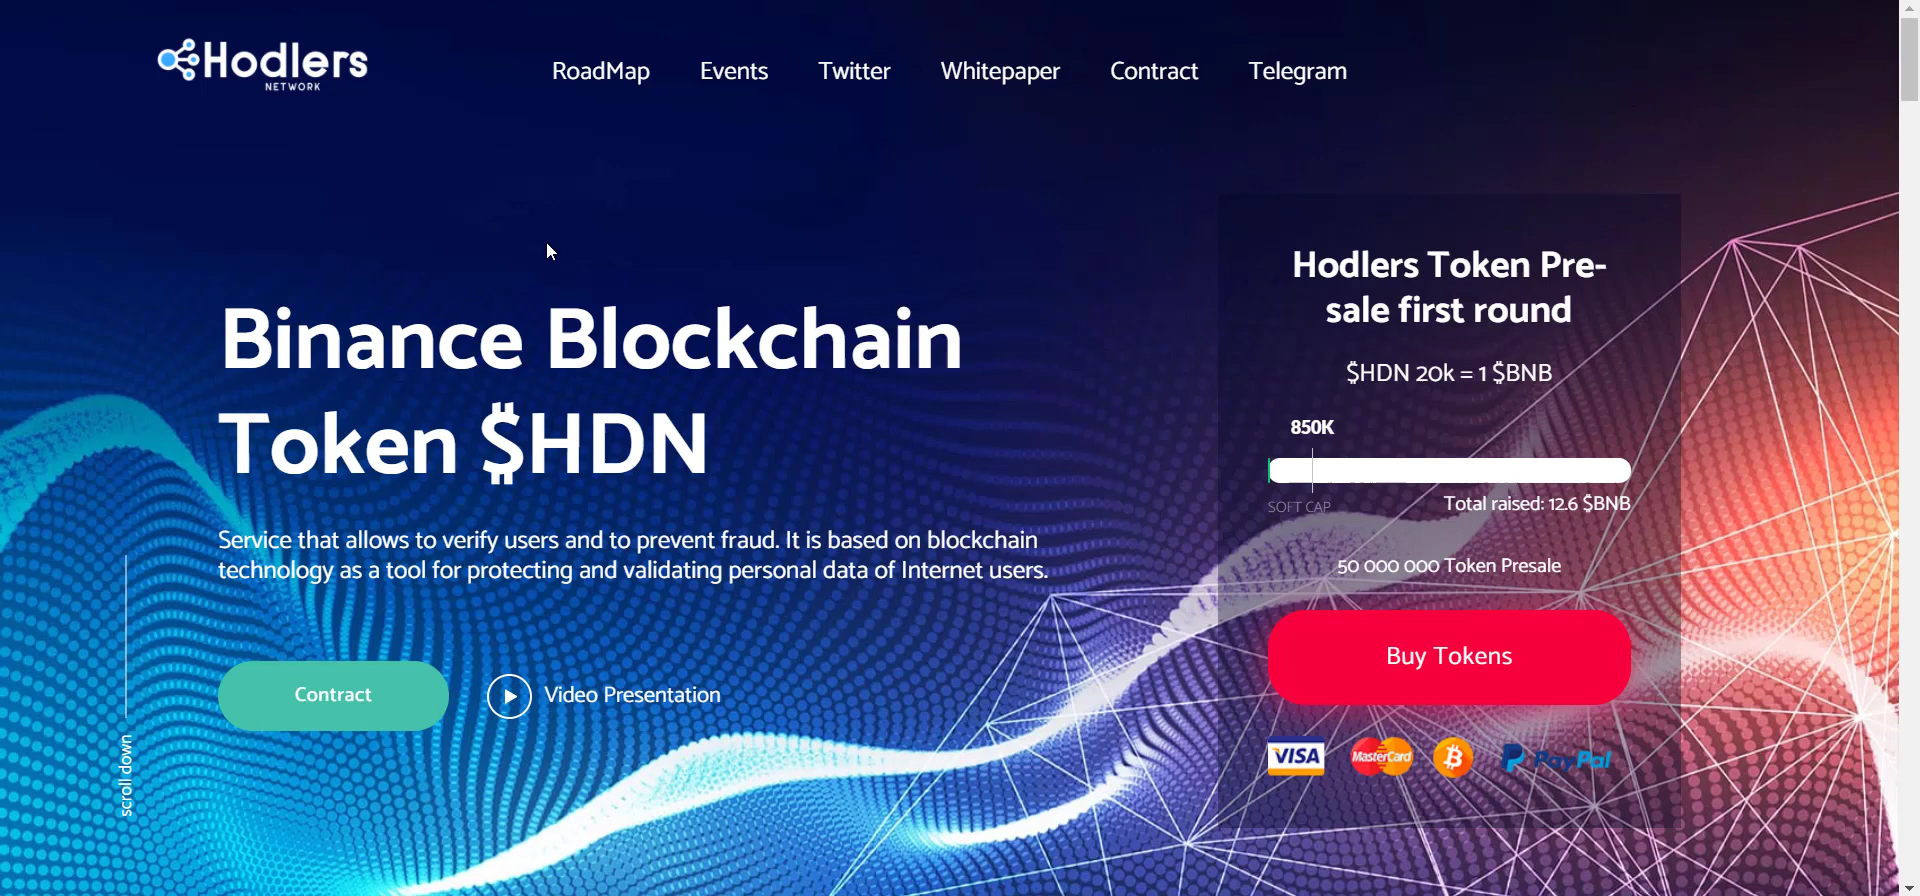 Hodlers
NETWORK
RoadMap
Events
Twitter
Whitepaper
Contract
Telegram
Binance Blockchain
Token $HDN
Service that allows to verify users and to prevent fraud. It is based on blockchain
technology as a tool for protecting and validating personal data of Internet users.
Contract
Video Presentation
scroll down
Hodlers Token Pre-
sale first round
$HDN 20k = 1 $BNB
850K
SOFT CAP
Total raised: 12.6 $BNB
50 000 000 Token Presale
Buy Tokens
VISA
MasterCard
PayPal